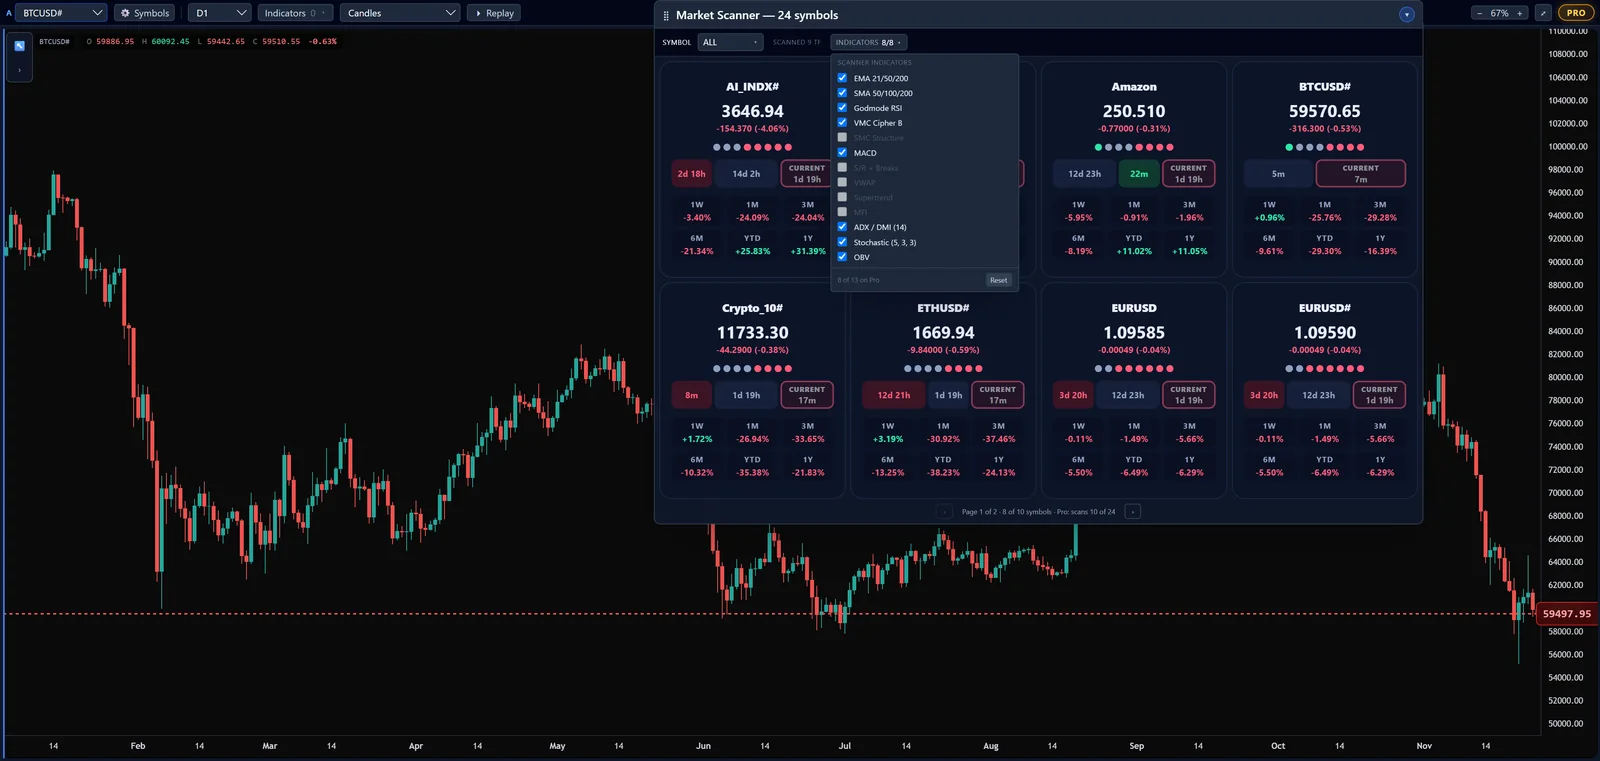 A BTCUSD# Symbols D1 Indicators 0 Candles Replay
Market Scanner — 24 symbols
− 67% + PRO
BTCUSD# O 59886.95 H 60092.45 L 59442.65 C 59510.55 -0.63%
SYMBOL ALL SCANNED 9 TF INDICATORS 8/8
SCANNER INDICATORS
EMA 21/50/200
SMA 50/100/200
Godmode RSI
VMC Cipher B
SMC Structure
MACD
S/R + Breaks
VWAP
Supertrend
MFI
ADX / DMI (14)
Stochastic (5, 3, 3)
OBV
8 of 13 on Pro Reset
AI_INDX#
3646.94
-154.370 (-4.06%)
2d 18h 14d 2h CURRENT 1d 19h
1W 1M 3M
-3.40% -24.09% -24.04%
6M YTD 1Y
-21.34% +25.83% +31.39%
Amazon
250.510
-0.77000 (-0.31%)
12d 23h 22m CURRENT 1d 19h
1W 1M 3M
-5.95% -0.91% -1.96%
6M YTD 1Y
-8.19% +11.02% +11.05%
BTCUSD#
59570.65
-316.300 (-0.53%)
5m CURRENT 7m
1W 1M 3M
+0.96% -25.76% -29.28%
6M YTD 1Y
-9.61% -29.30% -16.39%
Crypto_10#
11733.30
-44.2900 (-0.38%)
8m 1d 19h CURRENT 17m
1W 1M 3M
+1.72% -26.94% -33.65%
6M YTD 1Y
-10.32% -35.38% -21.83%
ETHUSD#
1669.94
-9.84000 (-0.59%)
12d 21h 1d 19h CURRENT 17m
1W 1M 3M
+3.19% -30.92% -37.46%
6M YTD 1Y
-13.25% -38.23% -24.13%
EURUSD
1.09585
-0.00049 (-0.04%)
3d 20h 12d 23h CURRENT 1d 19h
1W 1M 3M
-0.11% -1.49% -5.66%
6M YTD 1Y
-5.50% -6.49% -6.29%
EURUSD#
1.09590
-0.00049 (-0.04%)
3d 20h 12d 23h CURRENT 1d 19h
1W 1M 3M
-0.11% -1.49% -5.66%
6M YTD 1Y
-5.50% -6.49% -6.29%
Page 1 of 2 · 8 of 10 symbols · Pro: scans 10 of 24
110000.00
108000.00
106000.00
104000.00
102000.00
100000.00
98000.00
96000.00
94000.00
92000.00
90000.00
88000.00
86000.00
84000.00
82000.00
80000.00
78000.00
76000.00
74000.00
72000.00
70000.00
68000.00
66000.00
64000.00
62000.00
59497.95
58000.00
56000.00
54000.00
52000.00
50000.00
14 Feb 14 Mar 14 Apr 14 May 14 Jun 14 Jul 14 Aug 14 Sep 14 Oct 14 Nov 14